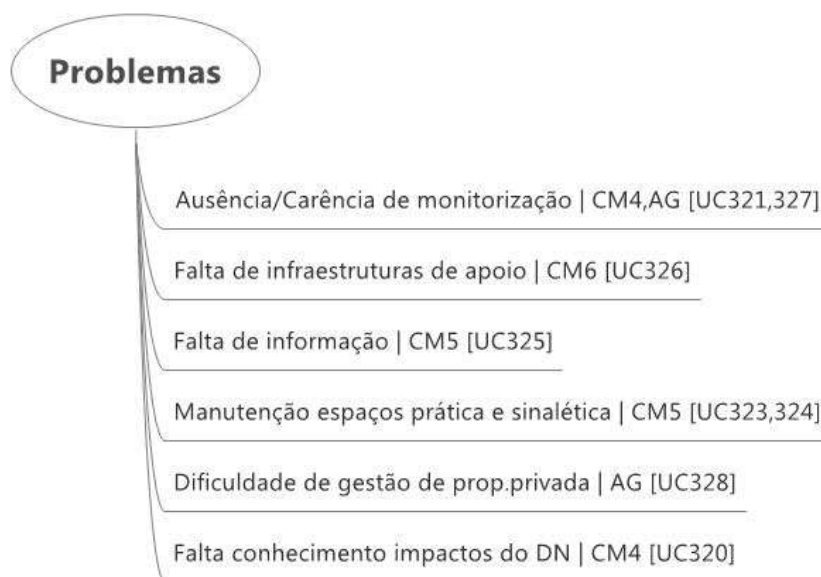 Problemas
Ausência/Carência de monitorização | CM4,AG [UC321,327]
Falta de infraestruturas de apoio | CM6 [UC326]
Falta de informação | CM5 [UC325]
Manutenção espaços prática e sinalética | CM5 [UC323,324]
Dificuldade de gestão de prop.privada | AG [UC328]
Falta conhecimento impactos do DN | CM4 [UC320]